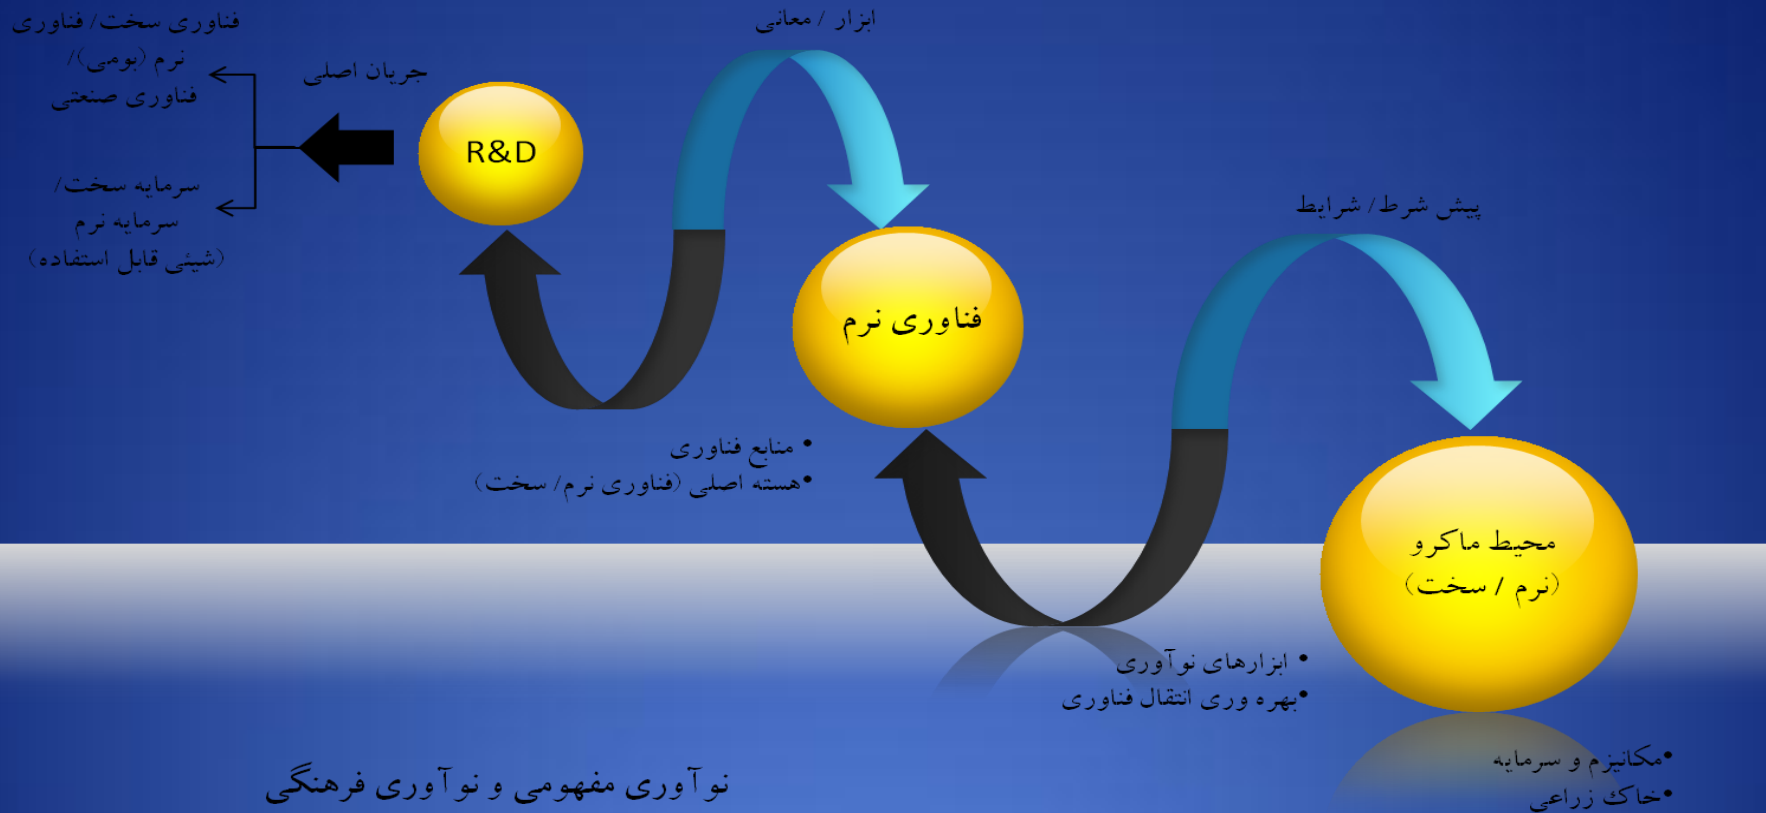 ابزار / معانی
فناوری سخت/ فناوری
نرم (بومی)/
فناوری صنعتی
جریان اصلی
R&D
سرمایه سخت/
سرمایه نرم
(شیئی قابل استفاده)
پیش شرط/ شرایط
فناوری نرم
• منابع فناوری
•هسته اصلی (فناوری نرم/ سخت)
محیط ماکرو
(نرم / سخت)
• ابزارهای نوآوری
•بهره وری انتقال فناوری
•مکانیزم و سرمایه
•خاک زراعی
نوآوری مفهومی و نوآوری فرهنگی